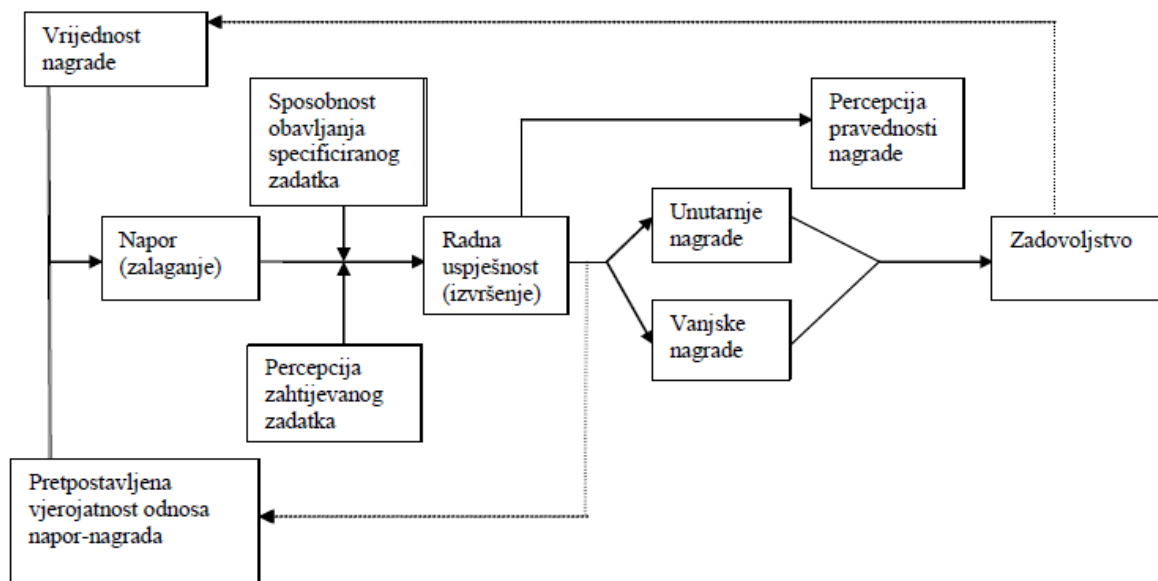 Vrijednost
nagrade
Sposobnost
obavljanja
specificiranog
zadatka
Percepcija
pravednosti
nagrade
Napor
(zalaganje)
Radna
uspješnost
(izvršenje)
Unutarnje
nagrade
Zadovoljstvo
Vanjske
nagrade
Percepcija
zahtijevanog
zadatka
Pretpostavljena
vjerojatnost odnosa
napor-nagrada